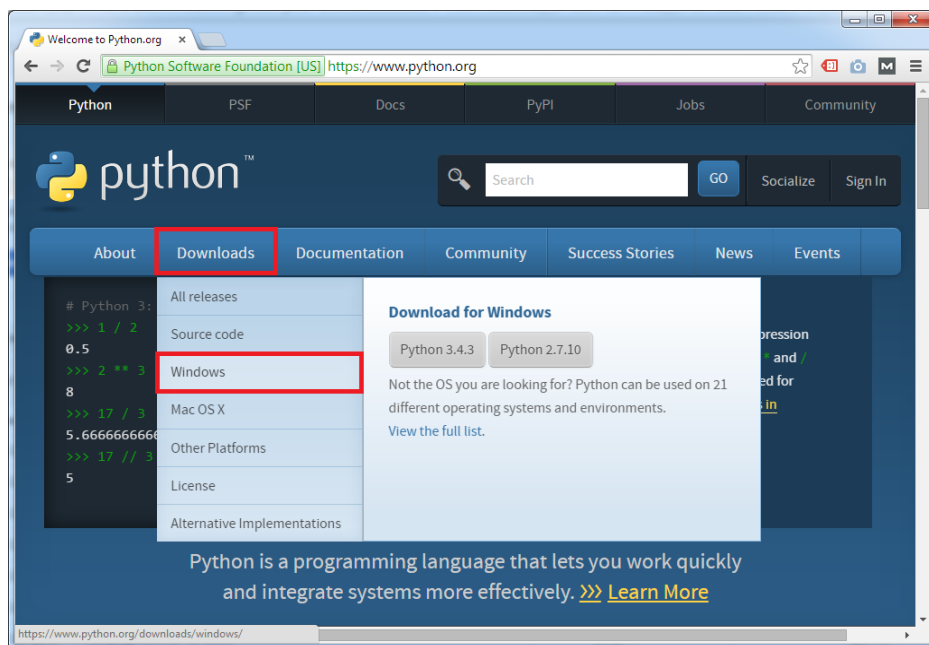 Welcome to Python.org
Python Software Foundation [US] https://www.python.org
Python PSF Docs PyPI Jobs Community
python™
Search GO Socialize Sign In
About Downloads Documentation Community Success Stories News Events
# Python 3:
>>> 1 / 2
0.5
>>> 2 ** 3
8
>>> 17 / 3
5.666666666
>>> 17 // 3
5
All releases
Source code
Windows
Mac OS X
Other Platforms
License
Alternative Implementations
Download for Windows
Python 3.4.3 Python 2.7.10
Not the OS you are looking for? Python can be used on 21
different operating systems and environments.
View the full list.
* and /
in
Python is a programming language that lets you work quickly
and integrate systems more effectively. >>> Learn More
https://www.python.org/downloads/windows/